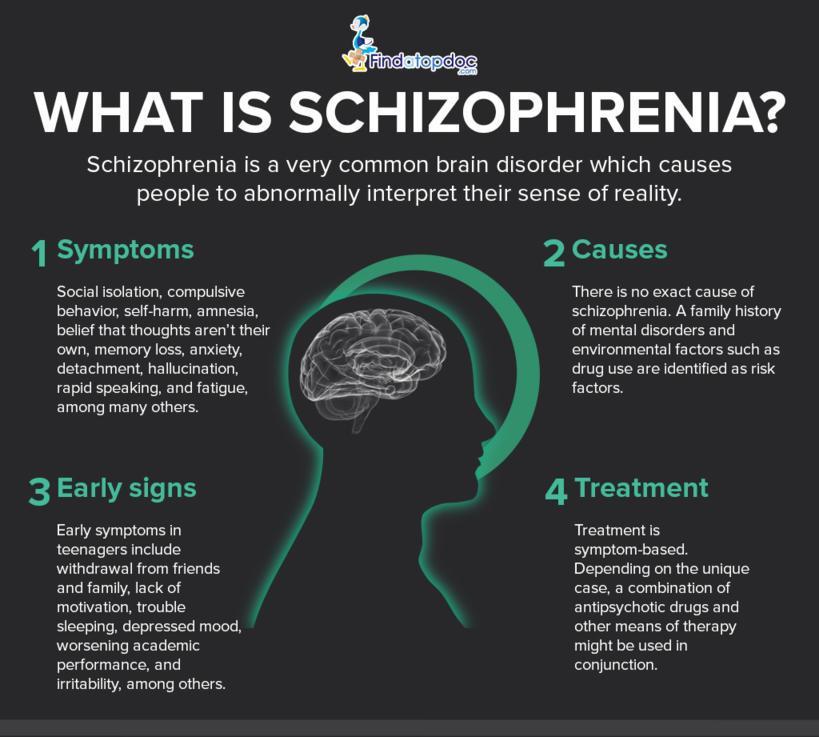 Findatopdoc
.com
WHAT IS SCHIZOPHRENIA?
Schizophrenia is a very common brain disorder which causes
people to abnormally interpret their sense of reality.
1 Symptoms
Social isolation, compulsive
behavior, self-harm, amnesia,
belief that thoughts aren't their
own, memory loss, anxiety,
detachment, hallucination,
rapid speaking, and fatigue,
among many others.
2 Causes
There is no exact cause of
schizophrenia. A family history
of mental disorders and
environmental factors such as
drug use are identified as risk
factors.
3 Early signs
Early symptoms in
teenagers include
withdrawal from friends
and family, lack of
motivation, trouble
sleeping, depressed mood,
worsening academic
performance, and
irritability, among others.
4 Treatment
Treatment is
symptom-based.
Depending on the unique
case, a combination of
antipsychotic drugs and
other means of therapy
might be used in
conjunction.